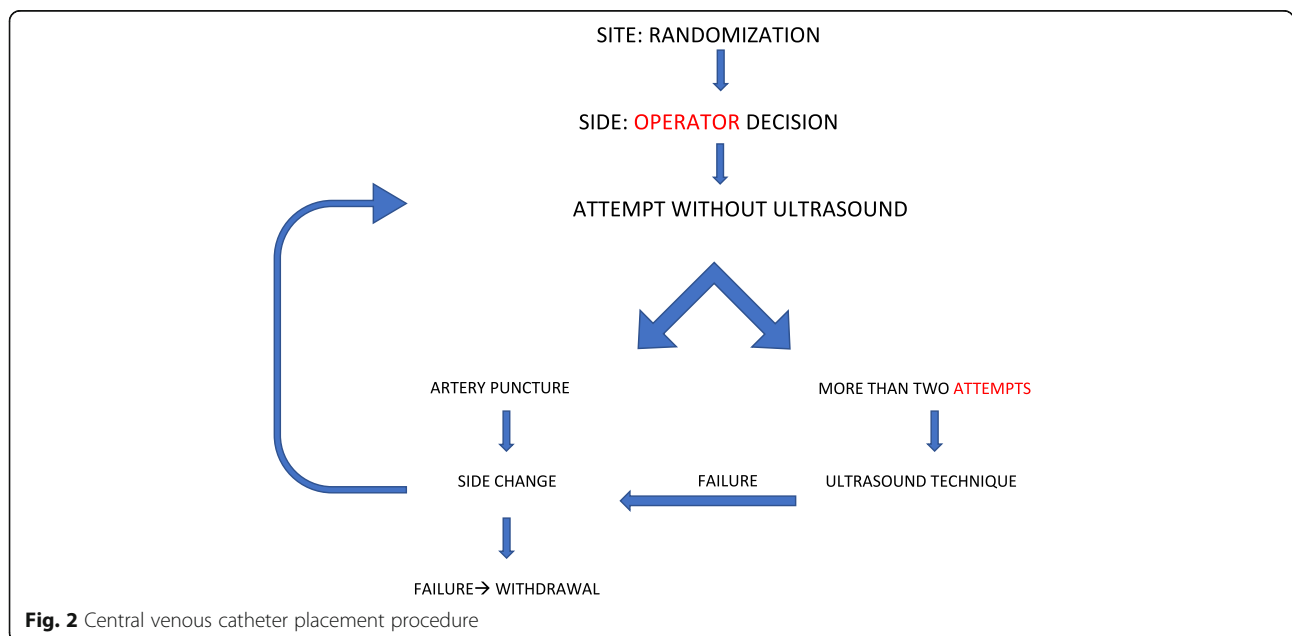 SITE: RANDOMIZATION
SIDE: OPERATOR DECISION
ATTEMPT WITHOUT ULTRASOUND
ARTERY PUNCTURE
MORE THAN TWO ATTEMPTS
SIDE CHANGE
FAILURE
ULTRASOUND TECHNIQUE
FAILURE→ WITHDRAWAL
Fig. 2 Central venous catheter placement procedure